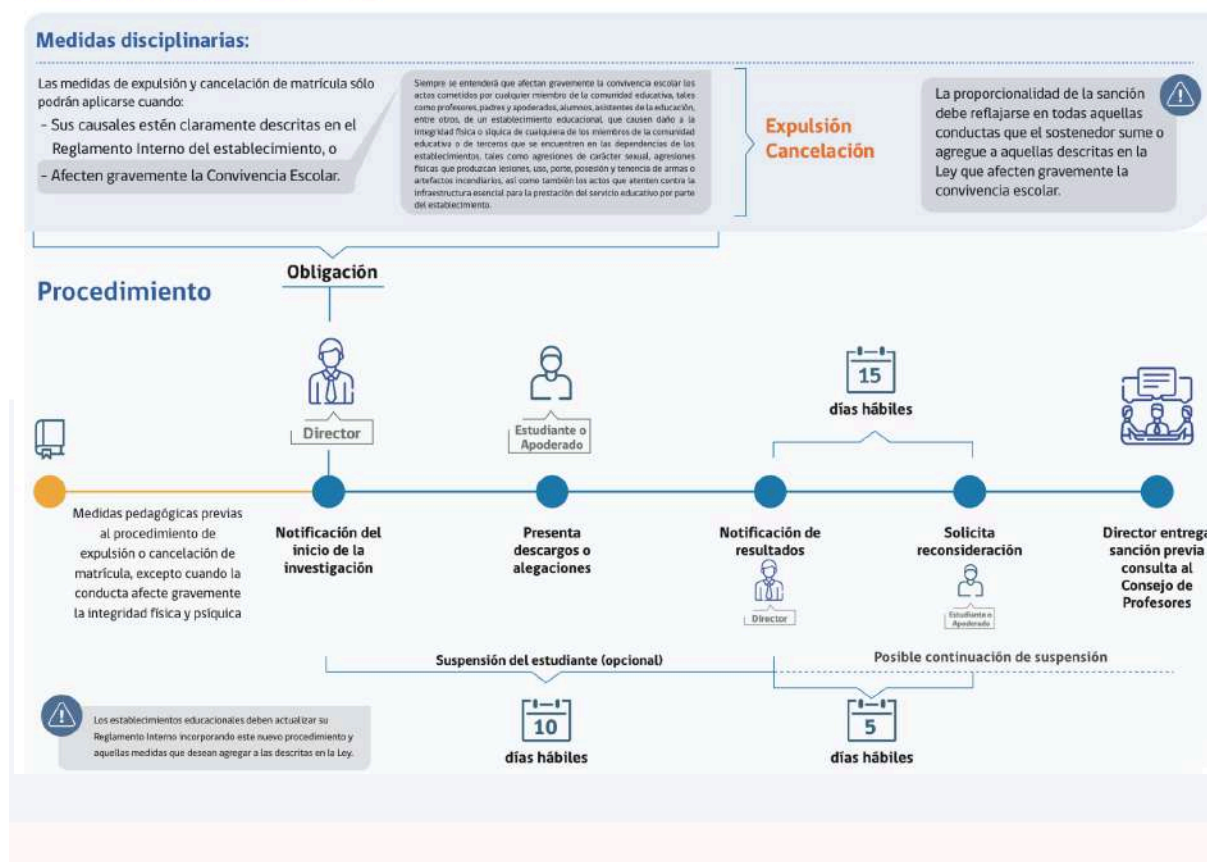 Medidas disciplinarias:
Las medidas de expulsión y cancelación de matrícula sólo
podrán aplicarse cuando:
- Sus causales estén claramente descritas en el
Reglamento Interno del establecimiento, o
- Afecten gravemente la Convivencia Escolar.
Siempre se entenderá que afectan gravemente la convivencia escolar los
actos cometidos por cualquier miembro de la comunidad educativa, tales
como profesores, padres y apoderados, alumnos, asistentes de la educación,
entre otros, de un establecimiento educacional, que causen daño a la
integridad física o síquica de cualquiera de los miembros de la comunidad
educativa o de terceros que se encuentren en las dependencias de los
establecimientos, tales como agresiones de carácter sexual, agresiones
físicas que produzcan lesiones, uso, porte, posesión y tenencia de armas o
artefactos incendiarios, así como también los actos que atenten contra la
infraestructura esencial para la prestación del servicio educativo por parte
del establecimiento.
Expulsión
Cancelación
La proporcionalidad de la sanción
debe reflajarse en todas aquellas
conductas que el sostenedor sume o
agregue a aquellas descritas en la
Ley que afecten gravemente la
convivencia escolar.
Procedimiento
Obligación
Director
Estudiante o
Apoderado
15
días hábiles
Medidas pedagógicas previas
al procedimiento de
expulsión o cancelación de
matrícula, excepto cuando la
conducta afecte gravemente
la integridad física y psíquica
Notificación del
inicio de la
investigación
Presenta
descargos o
alegaciones
Notificación de
resultados
Director
Solicita
reconsideración
Estudiante o
Apoderado
Director entrega
sanción previa
consulta al
Consejo de
Profesores
Suspensión del estudiante (opcional)
Posible continuación de suspensión
10
días hábiles
5
días hábiles
Los establecimientos educacionales deben actualizar su
Reglamento Interno incorporando este nuevo procedimiento y
aquellas medidas que desean agregar a las descritas en la Ley.